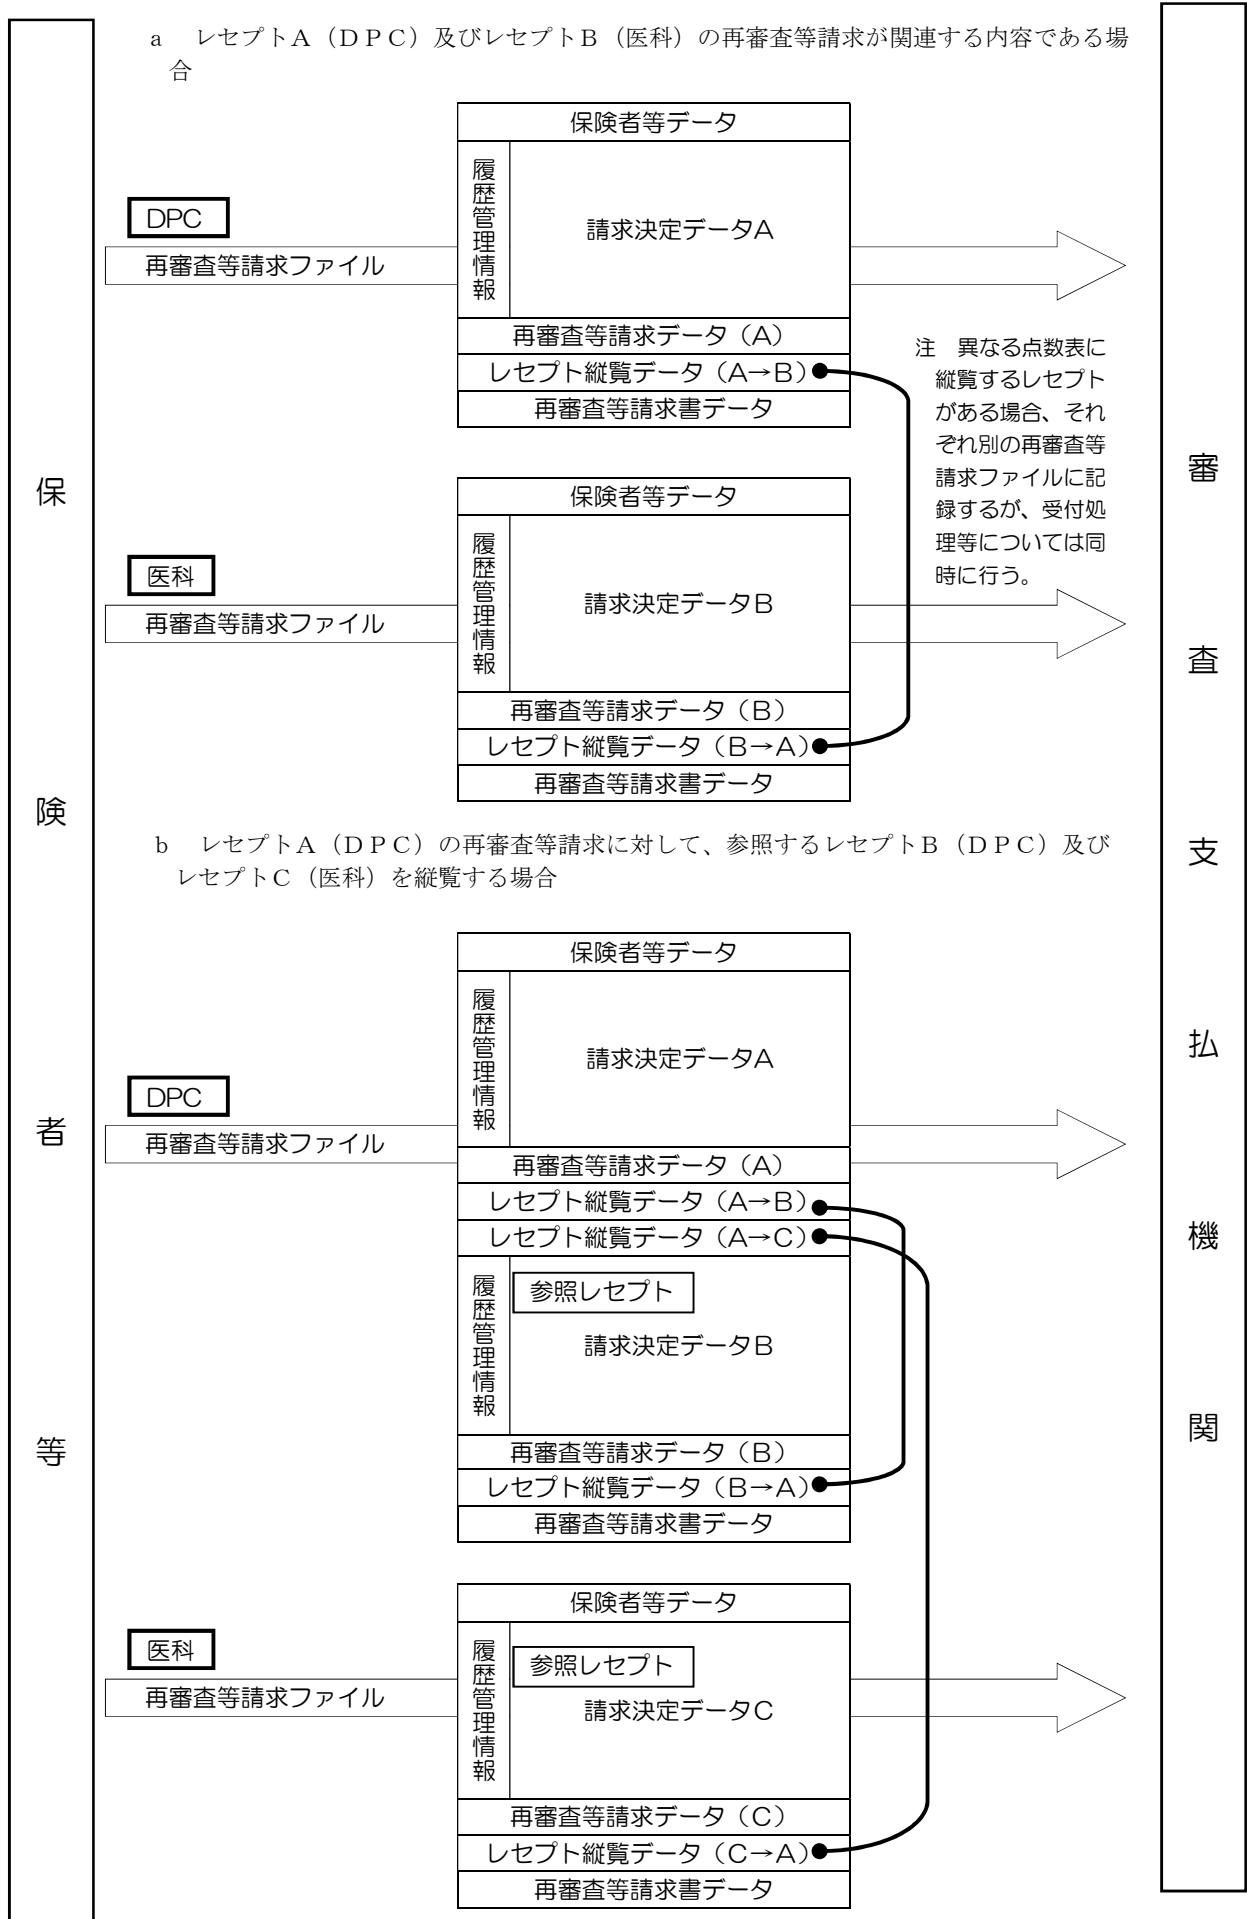 a　レセプトＡ（ＤＰＣ）及びレセプトＢ（医科）の再審査等請求が関連する内容である場
合
保険者等データ
履歴管理情報
請求決定データA
DPC
再審査等請求ファイル
再審査等請求データ（A）
レセプト縦覧データ（A→B）
再審査等請求書データ
注　異なる点数表に
縦覧するレセプト
がある場合、それ
ぞれ別の再審査等
請求ファイルに記
録するが、受付処
理等については同
時に行う。
保険者等データ
履歴管理情報
請求決定データB
医科
再審査等請求ファイル
再審査等請求データ（B）
レセプト縦覧データ（B→A）
再審査等請求書データ
b　レセプトＡ（ＤＰＣ）の再審査等請求に対して、参照するレセプトＢ（ＤＰＣ）及び
レセプトＣ（医科）を縦覧する場合
保険者等データ
履歴管理情報
請求決定データA
DPC
再審査等請求ファイル
再審査等請求データ（A）
レセプト縦覧データ（A→B）
レセプト縦覧データ（A→C）
履歴管理情報
参照レセプト
請求決定データB
再審査等請求データ（B）
レセプト縦覧データ（B→A）
再審査等請求書データ
保険者等データ
履歴管理情報
参照レセプト
請求決定データC
医科
再審査等請求ファイル
再審査等請求データ（C）
レセプト縦覧データ（C→A）
再審査等請求書データ
保険者等
審査支払機関